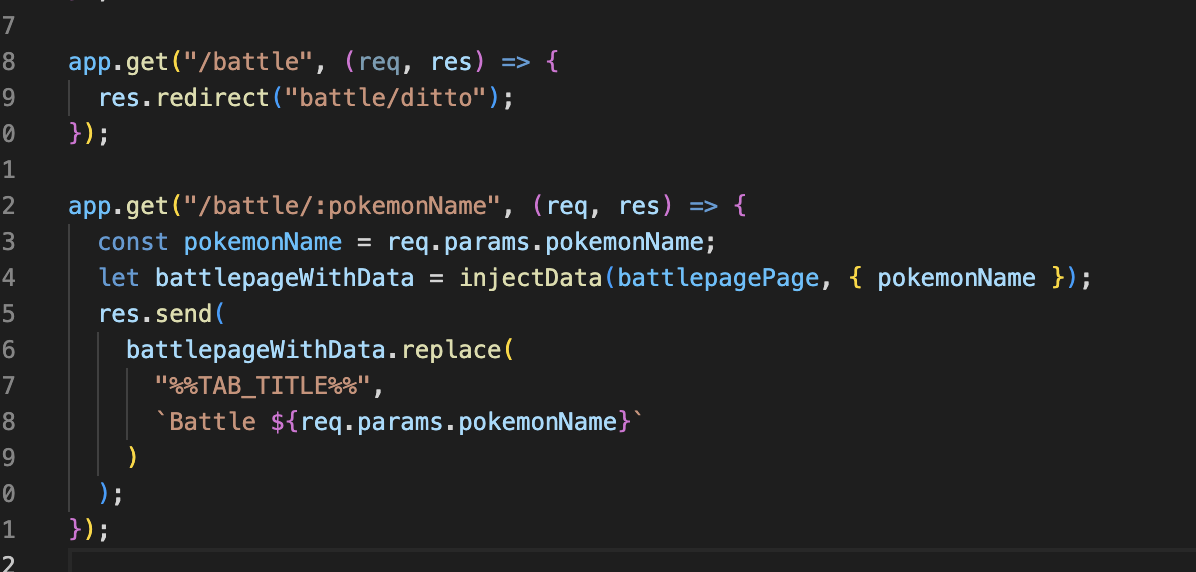 7
8 app.get("/battle", (req, res) => {
9 res.redirect("battle/ditto");
0 });
1
2 app.get("/battle/:pokemonName", (req, res) => {
3 const pokemonName = req.params.pokemonName;
4 let battlepageWithData = injectData(battlepagePage, { pokemonName });
5 res.send(
6 battlepageWithData.replace(
7 "%%TAB_TITLE%%",
8 `Battle ${req.params.pokemonName}`
9 )
0 );
1 });
2